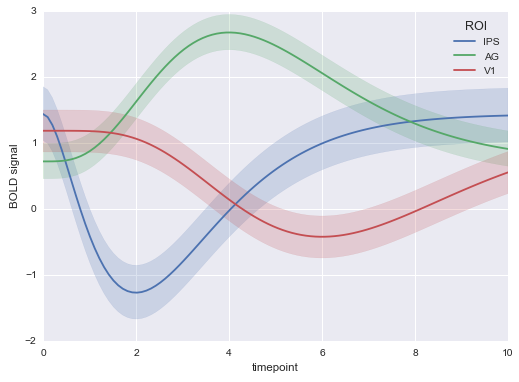 3
2
1
0
−1
−2
BOLD signal
ROI
IPS
AG
V1
0 2 4 6 8 10
timepoint